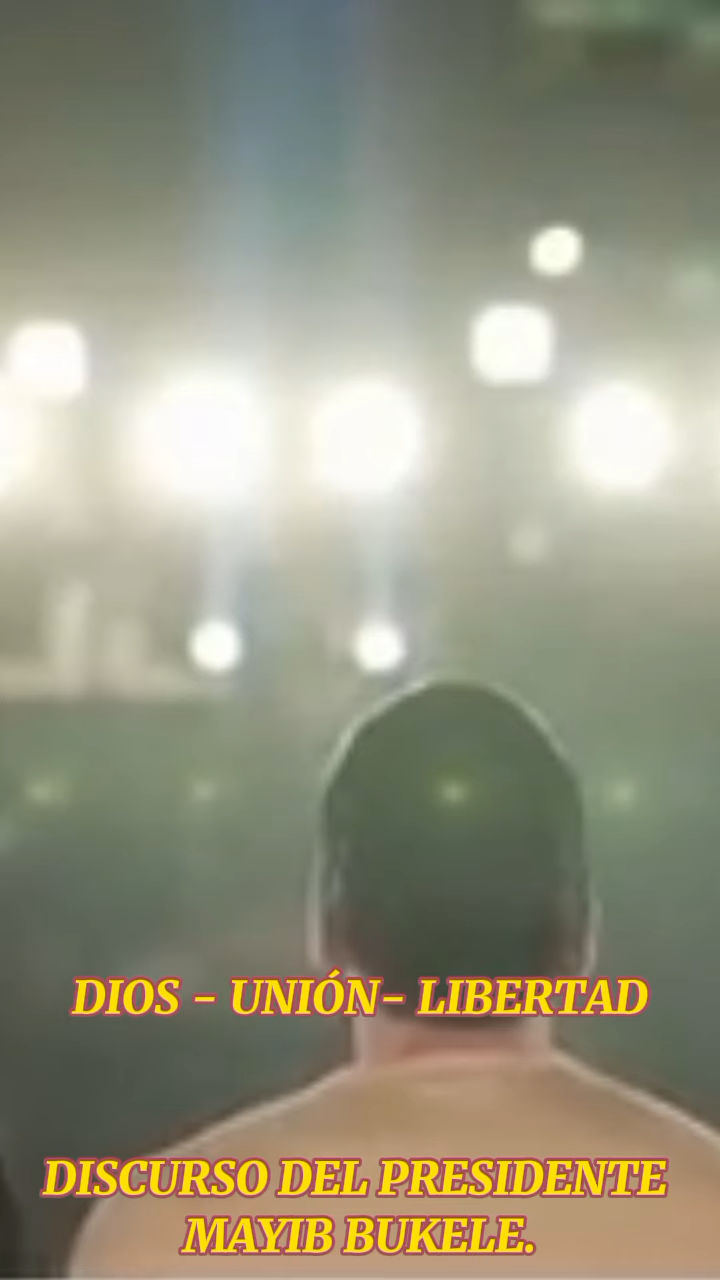 DIOS - UNIÓN- LIBERTAD
DISCURSO DEL PRESIDENTE
MAYIB BUKELE.